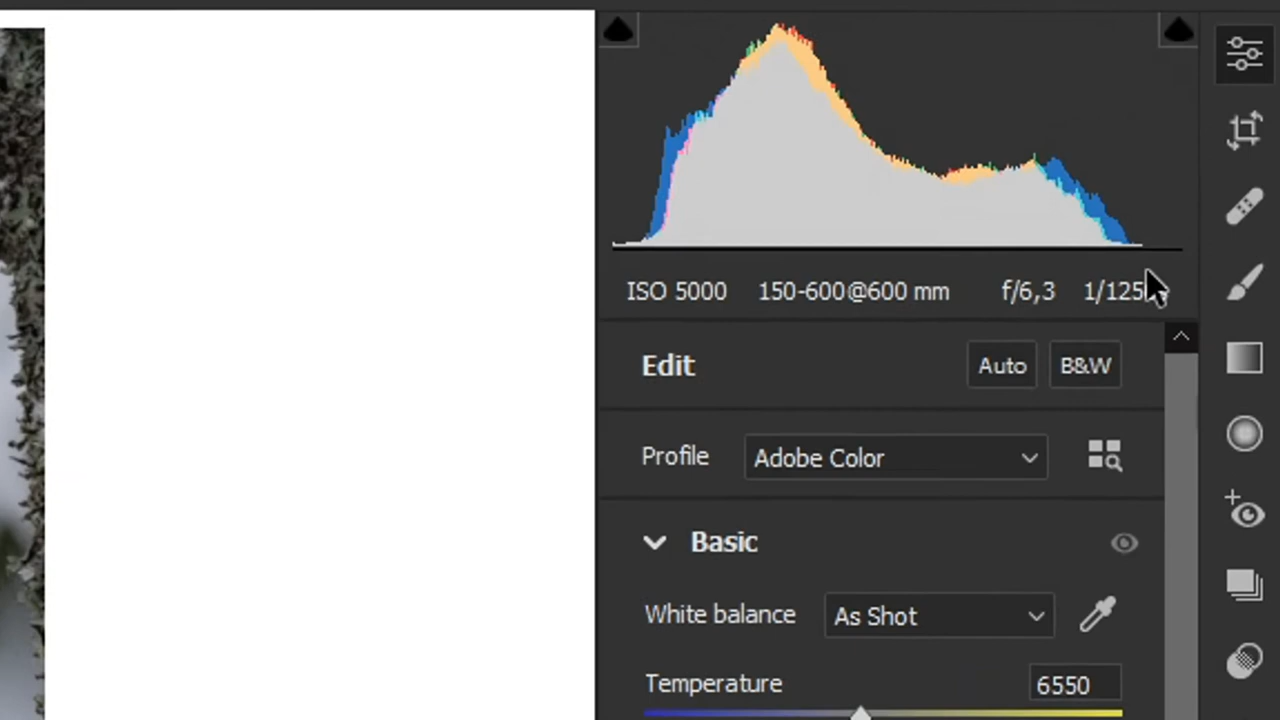 ISO 5000 150-600@600 mm f/6,3 1/125
Edit Auto B&W
Profile Adobe Color
Basic
White balance As Shot
Temperature 6550